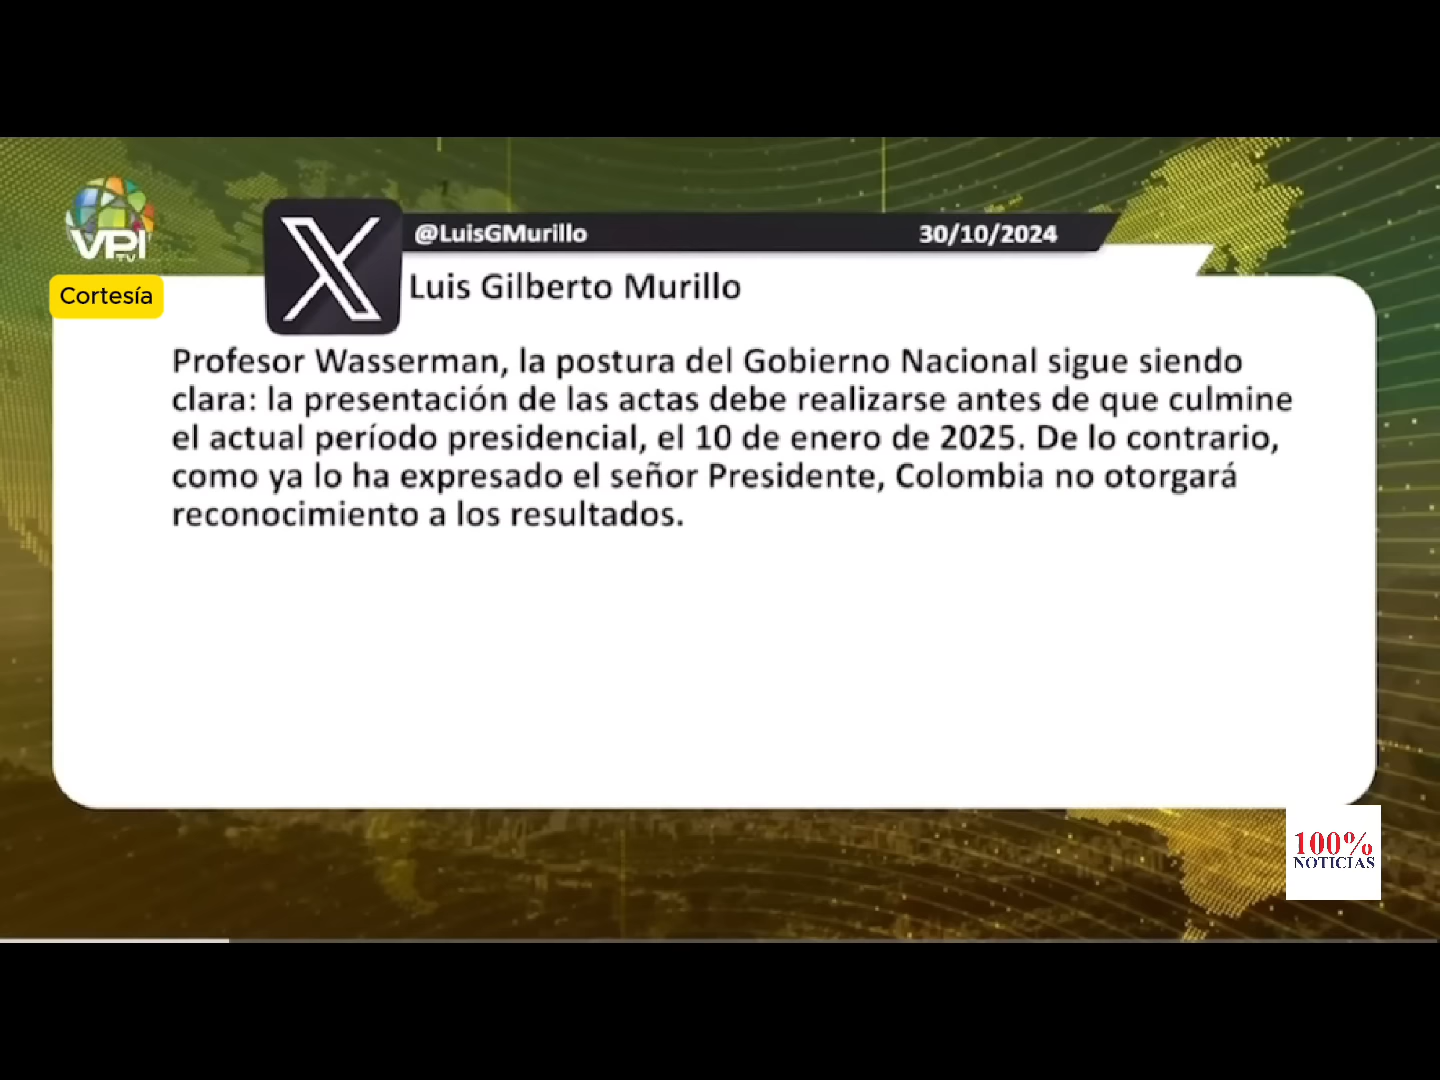 VPI
TV
Cortesía
@LuisGMurillo
30/10/2024
Luis Gilberto Murillo
Profesor Wasserman, la postura del Gobierno Nacional sigue siendo
clara: la presentación de las actas debe realizarse antes de que culmine
el actual período presidencial, el 10 de enero de 2025. De lo contrario,
como ya lo ha expresado el señor Presidente, Colombia no otorgará
reconocimiento a los resultados.
100%
NOTICIAS